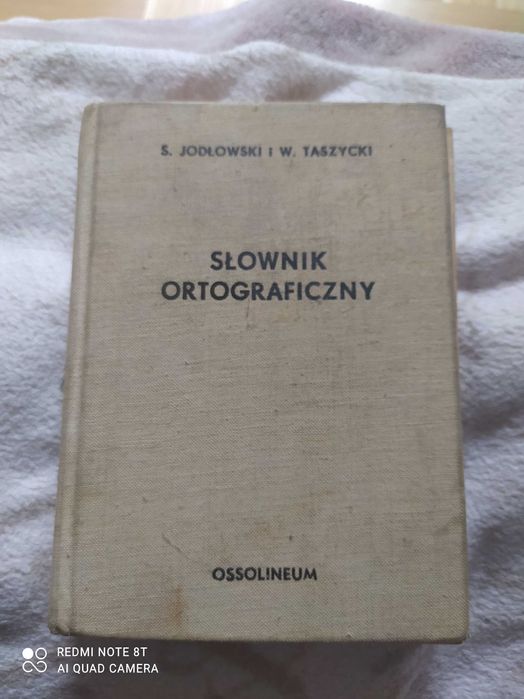 S. JODŁOWSKI I W. TASZYCKI
SŁOWNIK
ORTOGRAFICZNY
OSSOLINEUM
REDMI NOTE 8T
AI QUAD CAMERA